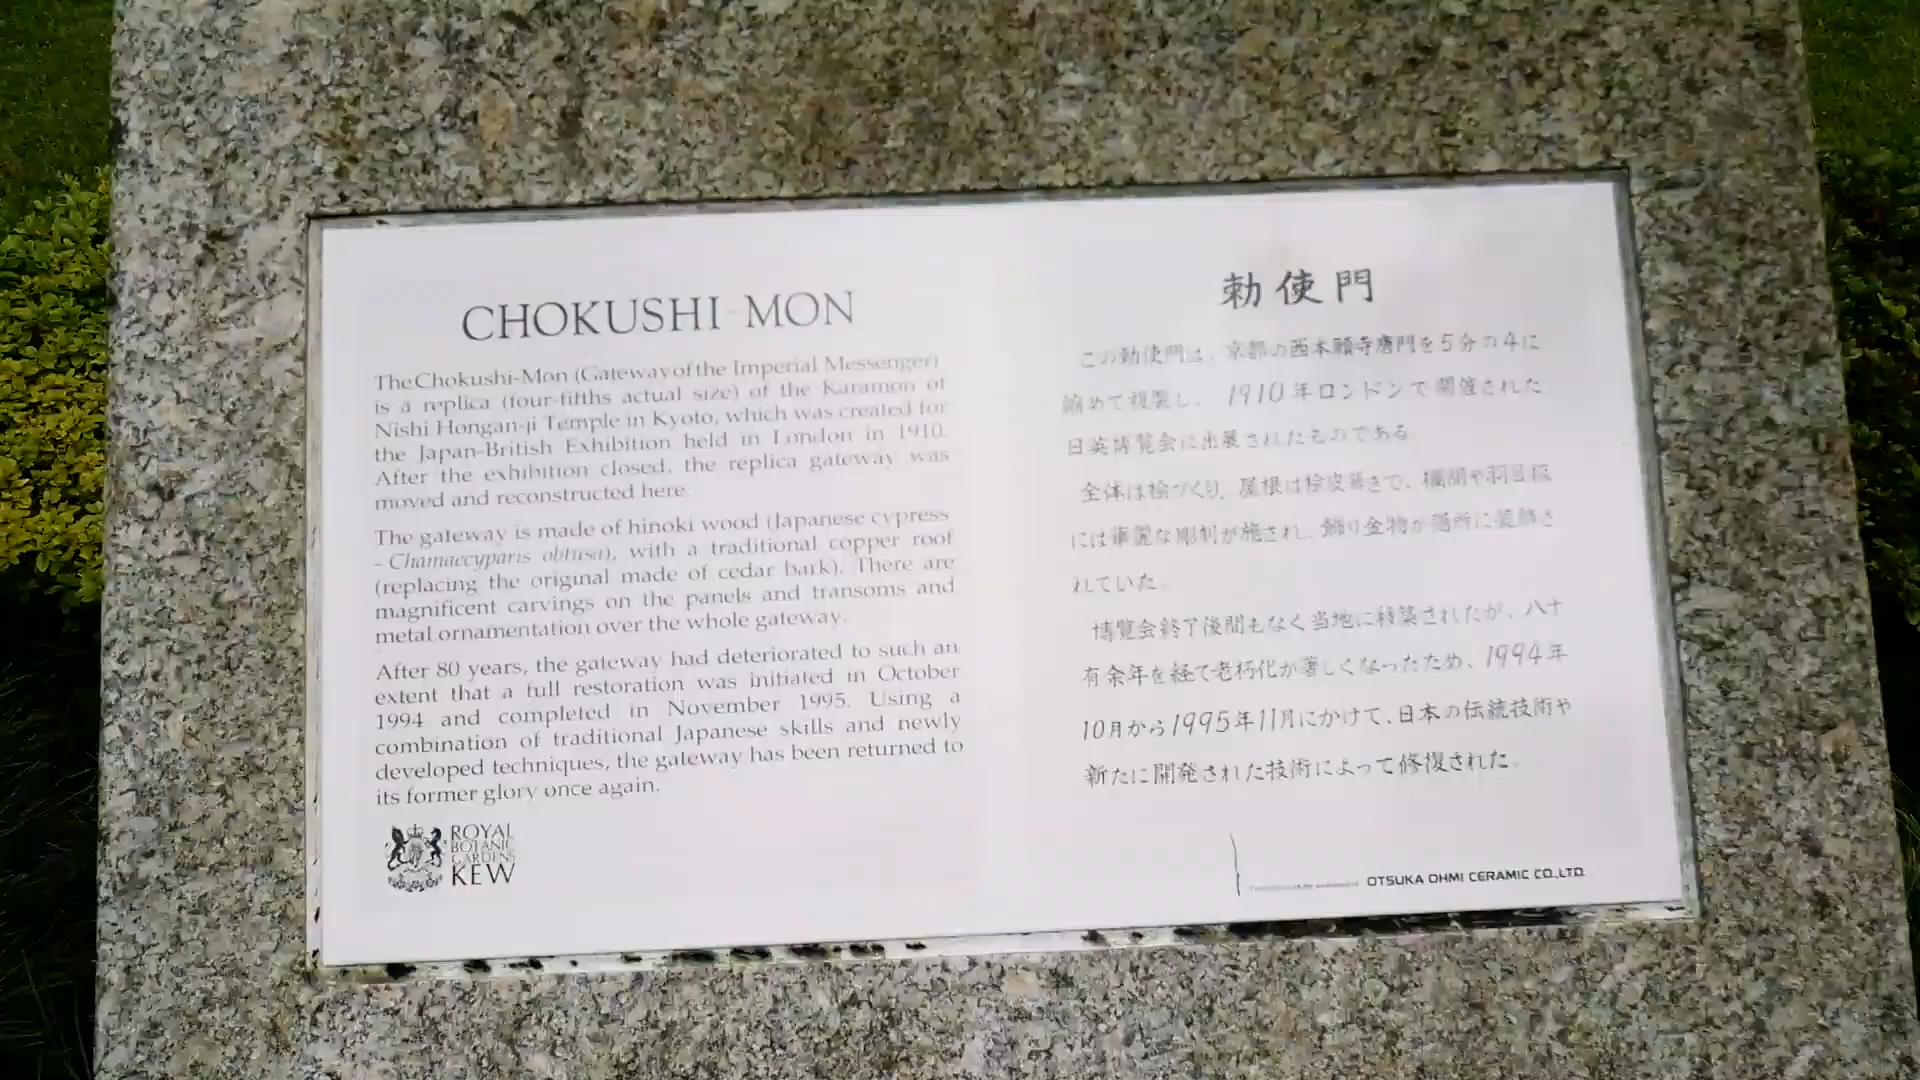 CHOKUSHI-MON
The Chokushi-Mon (Gateway of the Imperial Messenger)
is a replica (four-fifths actual size) of the Karamon of
Nishi Hongan-ji Temple in Kyoto, which was created for
the Japan-British Exhibition held in London in 1910.
After the exhibition closed, the replica gateway was
moved and reconstructed here.
The gateway is made of hinoki wood (Japanese cypress
- Chamaecyparis obtusa), with a traditional copper roof
(replacing the original made of cedar bark). There are
magnificent carvings on the panels and transoms and
metal ornamentation over the whole gateway.
After 80 years, the gateway had deteriorated to such an
extent that a full restoration was initiated in October
1994 and completed in November 1995. Using a
combination of traditional Japanese skills and newly
developed techniques, the gateway has been returned to
its former glory once again.
ROYAL
BOTANIC
GARDENS
KEW
勅使門
この勅使門は、京都の西本願寺唐門を5分の4に
縮めて複製し、1910年ロンドンで開催された
日英博覧会に出展されたものである
全体は桧づくり、屋根は桧皮葺きで、欄間や羽目板
には華麗な彫刻が施され、飾り金物が随所に装飾さ
れていた。
博覧会終了後間もなく当地に移築されたが、八十
有余年を経て老朽化が著しくなったため、1994年
10月から1995年11月にかけて、日本の伝統技術や
新たに開発された技術によって修復された。
OTSUKA OHMI CERAMIC CO.,LTD.